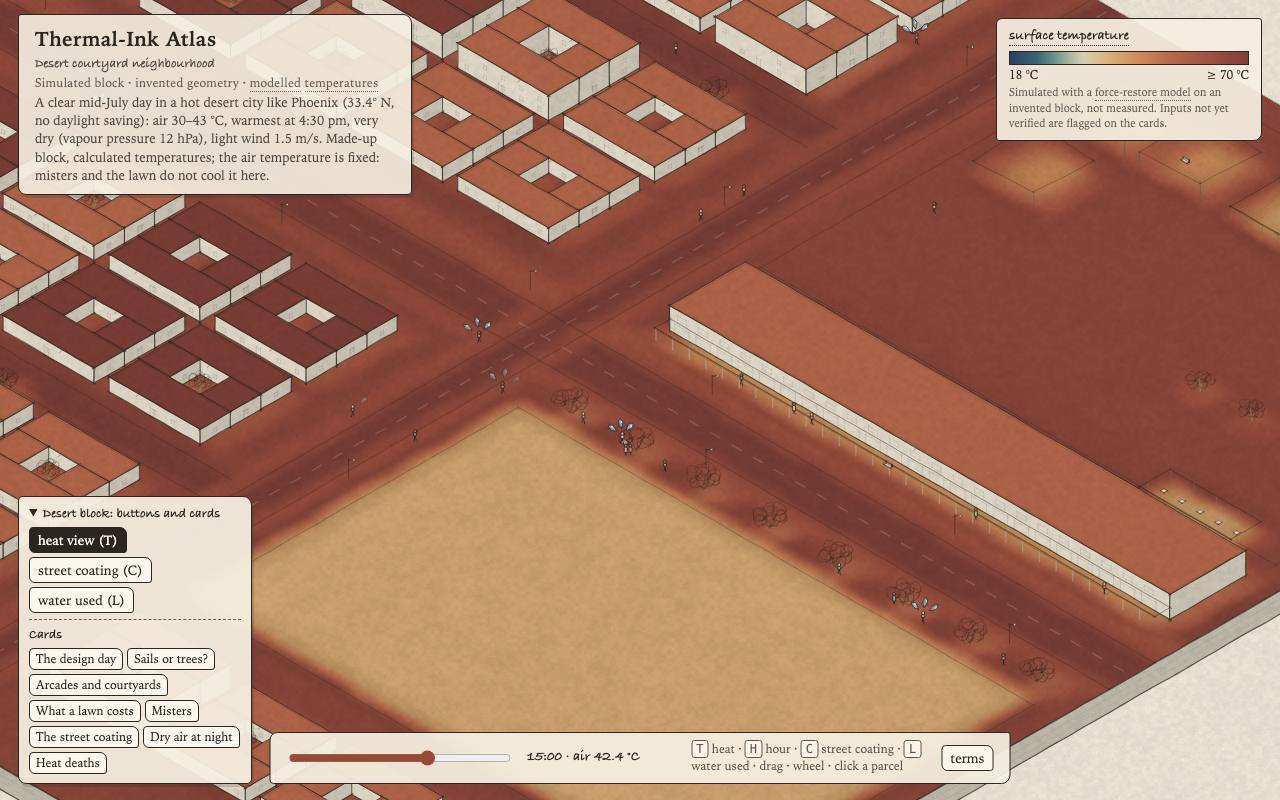 Thermal-Ink Atlas
Desert courtyard neighbourhood
Simulated block · invented geometry · modelled temperatures
A clear mid-July day in a hot desert city like Phoenix (33.4° N,
no daylight saving): air 30–43 °C, warmest at 4:30 pm, very
dry (vapour pressure 12 hPa), light wind 1.5 m/s. Made-up
block, calculated temperatures; the air temperature is fixed:
misters and the lawn do not cool it here.
surface temperature
18 °C ≥ 70 °C
Simulated with a force-restore model on an
invented block, not measured. Inputs not yet
verified are flagged on the cards.
▼ Desert block: buttons and cards
heat view (T)
street coating (C)
water used (L)
Cards
The design day Sails or trees?
Arcades and courtyards
What a lawn costs Misters
The street coating Dry air at night
Heat deaths
15:00 · air 42.4 °C
T heat · H hour · C street coating · L
water used · drag · wheel · click a parcel
terms